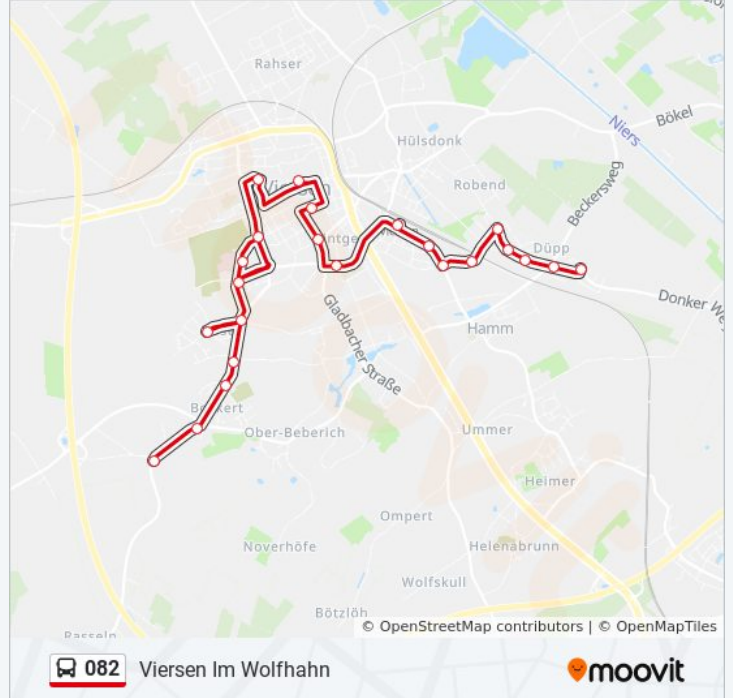 Rahser
Niers
Bökel
Hülsdonk
Beckersweg
Robend
Viersen
Düpp
Donker We
Gladbacher Straße
Hamm
Ober-Beberich
Ummer
Heimer
Ompert
Noverhöfe
Helenabrunn
Wolfskull
Bötzlöh
© OpenStreetMap contributors | © OpenMapTiles
Rasseln
082 Viersen Im Wolfhahn
moovit